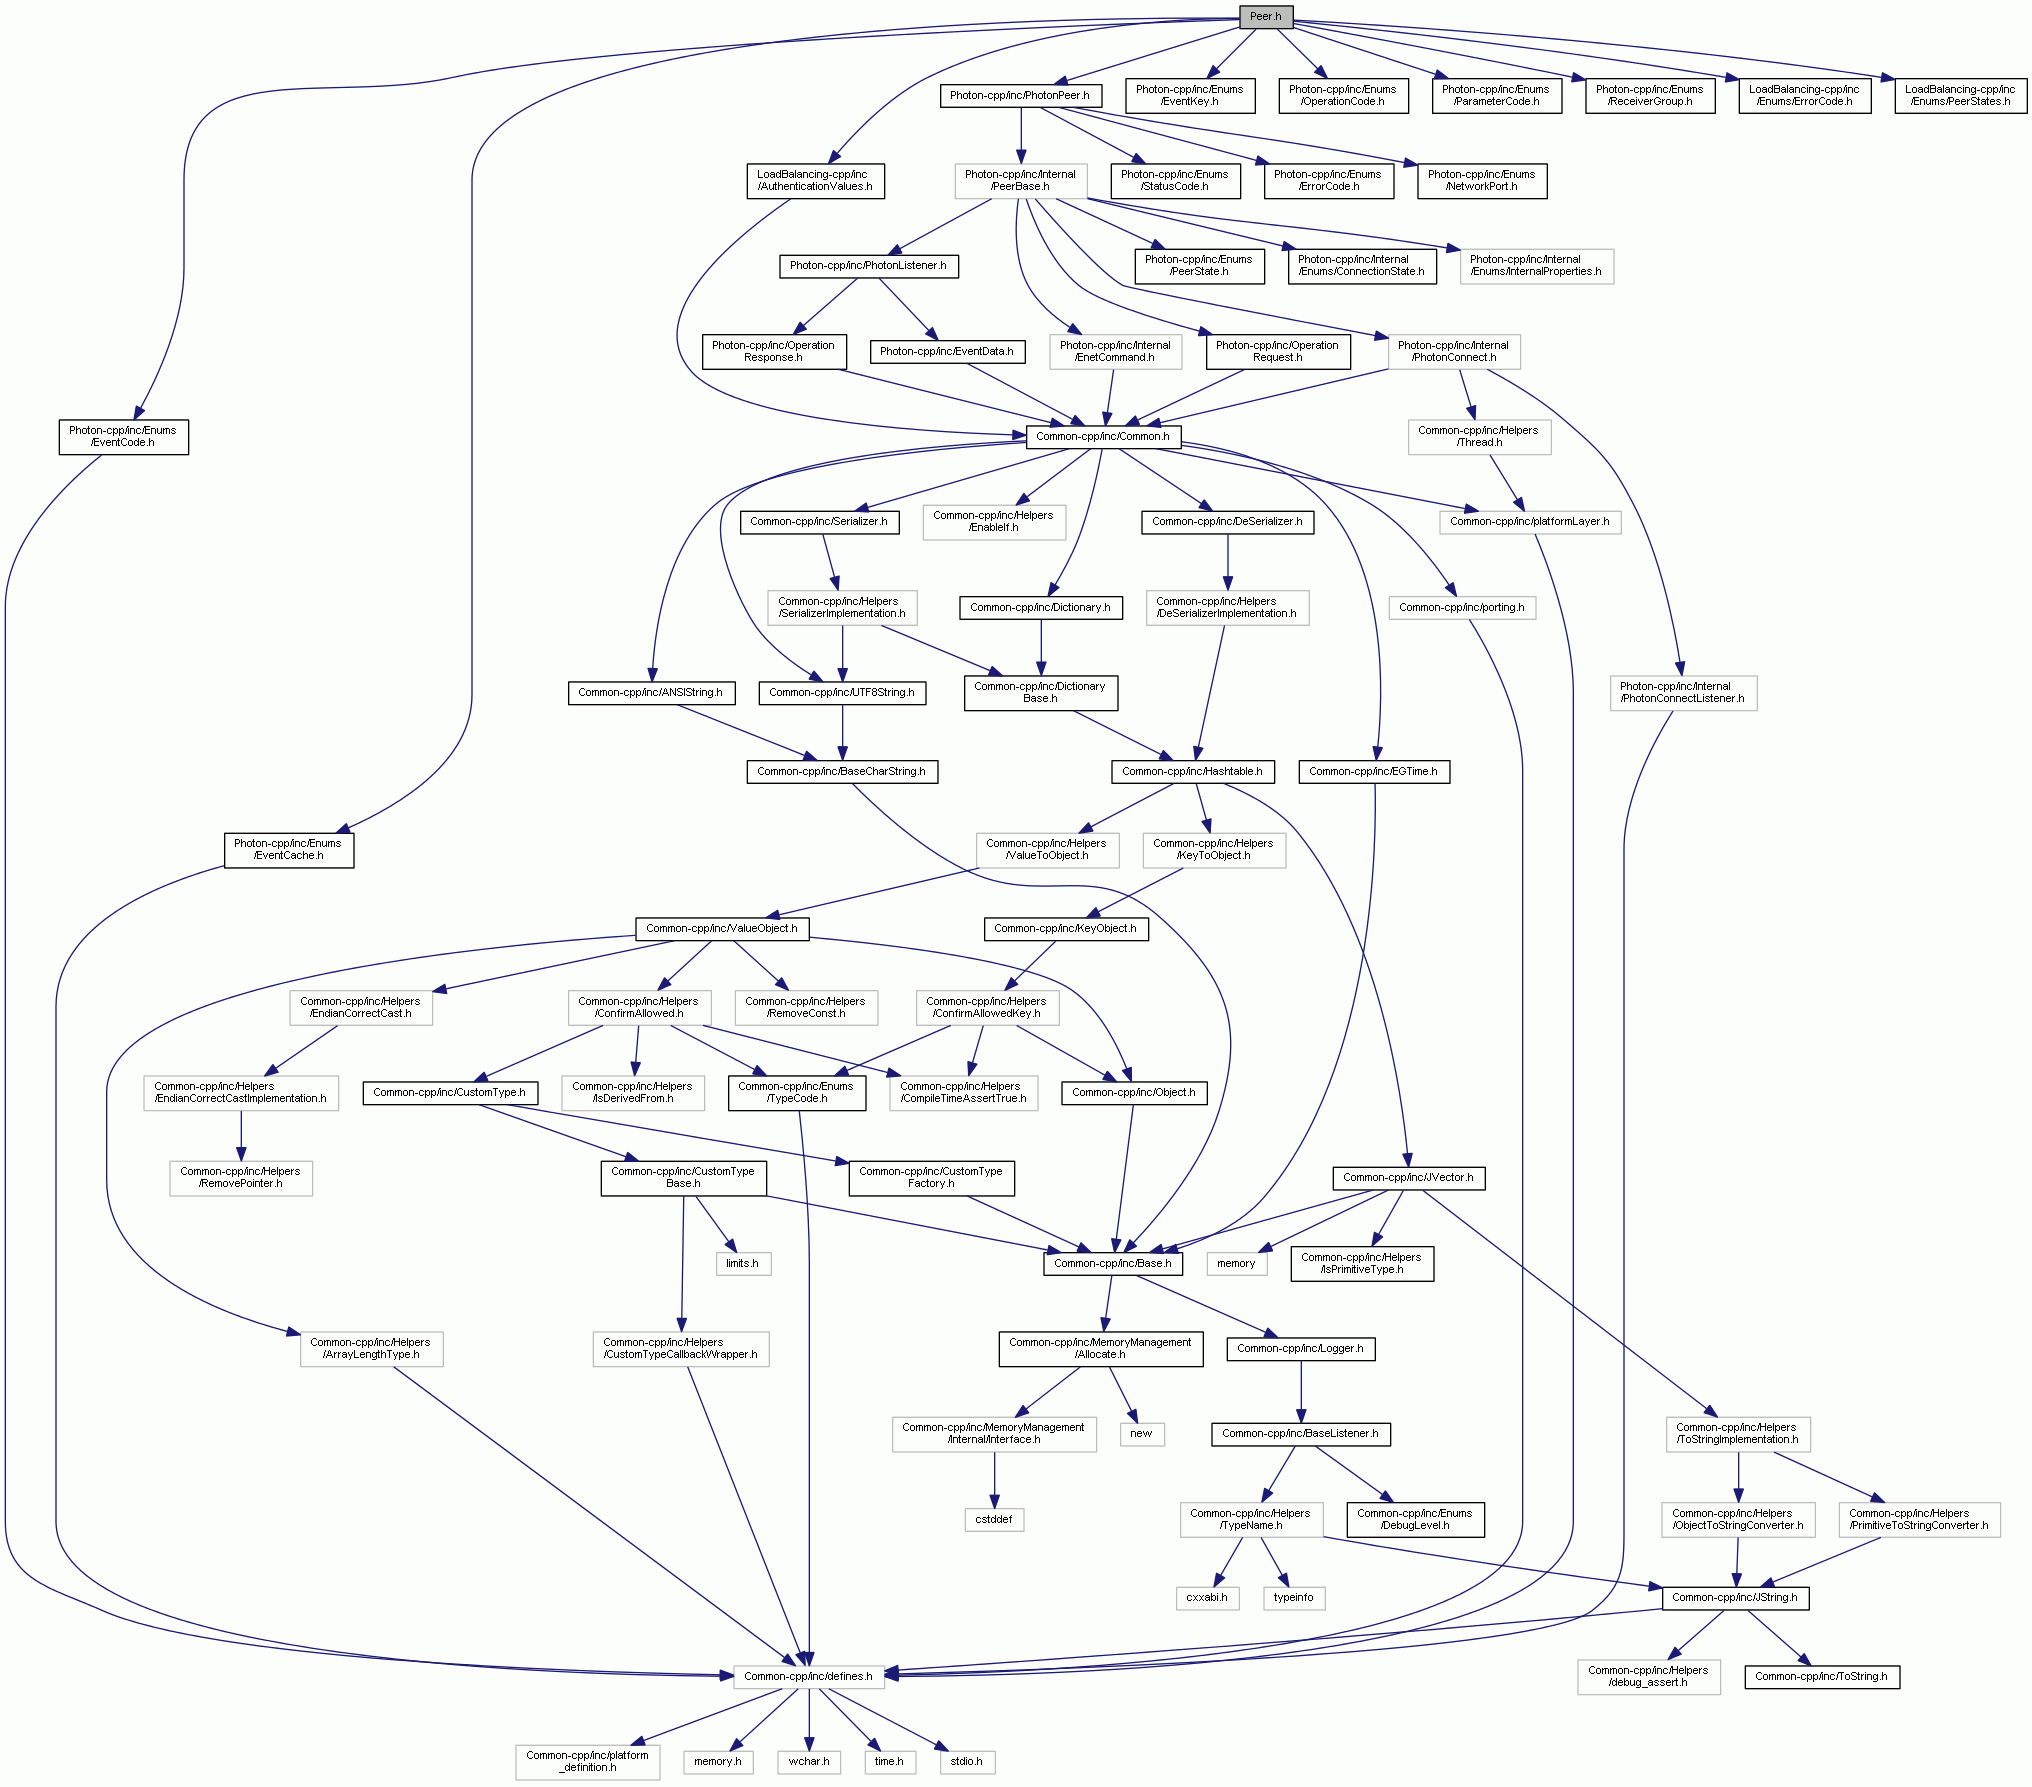 Peer.h
Photon-cpp/inc/PhotonPeer.h
Photon-cpp/inc/Enums
/EventKey.h
Photon-cpp/inc/Enums
/OperationCode.h
Photon-cpp/inc/Enums
/ParameterCode.h
Photon-cpp/inc/Enums
/ReceiverGroup.h
LoadBalancing-cpp/inc
/Enums/ErrorCode.h
LoadBalancing-cpp/inc
/Enums/PeerStates.h
LoadBalancing-cpp/inc
/AuthenticationValues.h
Photon-cpp/inc/Internal
/PeerBase.h
Photon-cpp/inc/Enums
/StatusCode.h
Photon-cpp/inc/Enums
/ErrorCode.h
Photon-cpp/inc/Enums
/NetworkPort.h
Photon-cpp/inc/PhotonListener.h
Photon-cpp/inc/Enums
/PeerState.h
Photon-cpp/inc/Internal
/Enums/ConnectionState.h
Photon-cpp/inc/Internal
/Enums/InternalProperties.h
Photon-cpp/inc/Operation
Response.h
Photon-cpp/inc/EventData.h
Photon-cpp/inc/Internal
/EnetCommand.h
Photon-cpp/inc/Operation
Request.h
Photon-cpp/inc/Internal
/PhotonConnect.h
Photon-cpp/inc/Enums
/EventCode.h
Common-cpp/inc/Common.h
Common-cpp/inc/Helpers
/Thread.h
Common-cpp/inc/Serializer.h
Common-cpp/inc/Helpers
/EnableIf.h
Common-cpp/inc/DeSerializer.h
Common-cpp/inc/platformLayer.h
Common-cpp/inc/Helpers
/SerializerImplementation.h
Common-cpp/inc/Dictionary.h
Common-cpp/inc/Helpers
/DeSerializerImplementation.h
Common-cpp/inc/porting.h
Common-cpp/inc/ANSIString.h
Common-cpp/inc/UTF8String.h
Common-cpp/inc/Dictionary
Base.h
Photon-cpp/inc/Internal
/PhotonConnectListener.h
Common-cpp/inc/BaseCharString.h
Common-cpp/inc/Hashtable.h
Common-cpp/inc/EGTime.h
Photon-cpp/inc/Enums
/EventCache.h
Common-cpp/inc/Helpers
/ValueToObject.h
Common-cpp/inc/Helpers
/KeyToObject.h
Common-cpp/inc/ValueObject.h
Common-cpp/inc/KeyObject.h
Common-cpp/inc/Helpers
/EndianCorrectCast.h
Common-cpp/inc/Helpers
/ConfirmAllowed.h
Common-cpp/inc/Helpers
/RemoveConst.h
Common-cpp/inc/Helpers
/ConfirmAllowedKey.h
Common-cpp/inc/Helpers
/EndianCorrectCastImplementation.h
Common-cpp/inc/CustomType.h
Common-cpp/inc/Helpers
/IsDerivedFrom.h
Common-cpp/inc/Enums
/TypeCode.h
Common-cpp/inc/Helpers
/CompileTimeAssertTrue.h
Common-cpp/inc/Object.h
Common-cpp/inc/Helpers
/RemovePointer.h
Common-cpp/inc/CustomType
Base.h
Common-cpp/inc/CustomType
Factory.h
Common-cpp/inc/JVector.h
limits.h
Common-cpp/inc/Base.h
memory
Common-cpp/inc/Helpers
/IsPrimitiveType.h
Common-cpp/inc/Helpers
/ArrayLengthType.h
Common-cpp/inc/Helpers
/CustomTypeCallbackWrapper.h
Common-cpp/inc/MemoryManagement
/Allocate.h
Common-cpp/inc/Logger.h
Common-cpp/inc/MemoryManagement
/Internal/Interface.h
new
Common-cpp/inc/BaseListener.h
Common-cpp/inc/Helpers
/ToStringImplementation.h
cstddef
Common-cpp/inc/Helpers
/TypeName.h
Common-cpp/inc/Enums
/DebugLevel.h
Common-cpp/inc/Helpers
/ObjectToStringConverter.h
Common-cpp/inc/Helpers
/PrimitiveToStringConverter.h
cxxabi.h
typeinfo
Common-cpp/inc/JString.h
Common-cpp/inc/defines.h
Common-cpp/inc/Helpers
/debug_assert.h
Common-cpp/inc/ToString.h
Common-cpp/inc/platform
_definition.h
memory.h
wchar.h
time.h
stdio.h